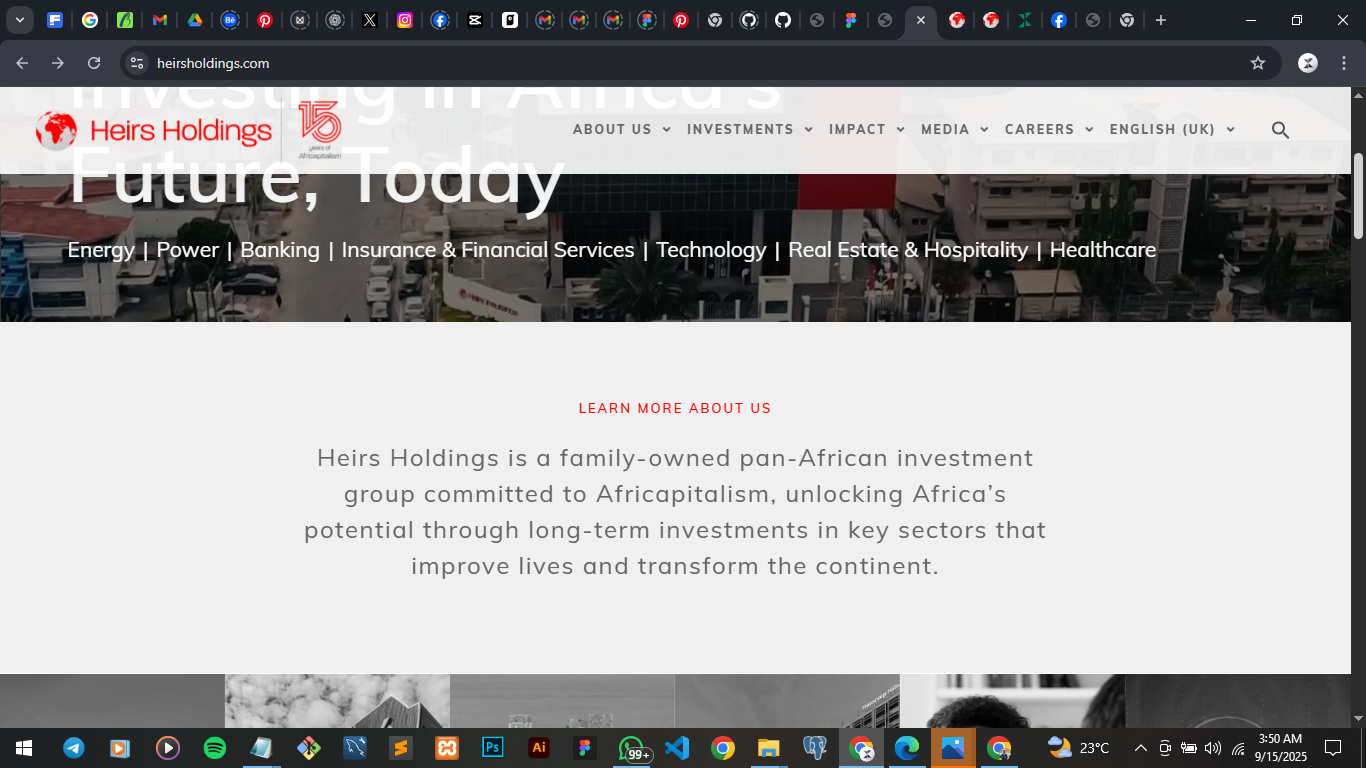 heirsholdings.com
Investing in Africa's
Heirs Holdings
15
years of
Africapitalism
ABOUT US
INVESTMENTS
IMPACT
MEDIA
CAREERS
ENGLISH (UK)
Future, Today
Energy | Power | Banking | Insurance & Financial Services | Technology | Real Estate & Hospitality | Healthcare
LEARN MORE ABOUT US
Heirs Holdings is a family-owned pan-African investment
group committed to Africapitalism, unlocking Africa’s
potential through long-term investments in key sectors that
improve lives and transform the continent.
Ps
Ai
99+
23°C
3:50 AM
9/15/2025